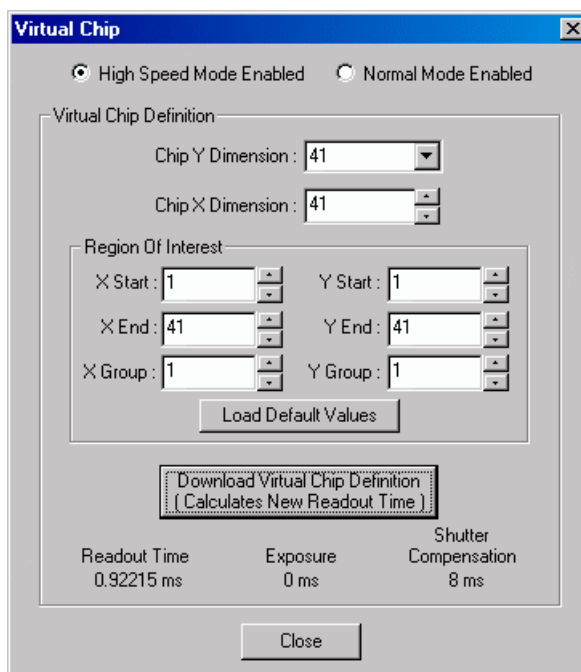 Virtual Chip
High Speed Mode Enabled Normal Mode Enabled
Virtual Chip Definition
Chip Y Dimension : 41
Chip X Dimension : 41
Region Of Interest
X Start : 1 Y Start : 1
X End : 41 Y End : 41
X Group : 1 Y Group : 1
Load Default Values
Download Virtual Chip Definition
( Calculates New Readout Time )
Readout Time Exposure Shutter Compensation
0.92215 ms 0 ms 8 ms
Close